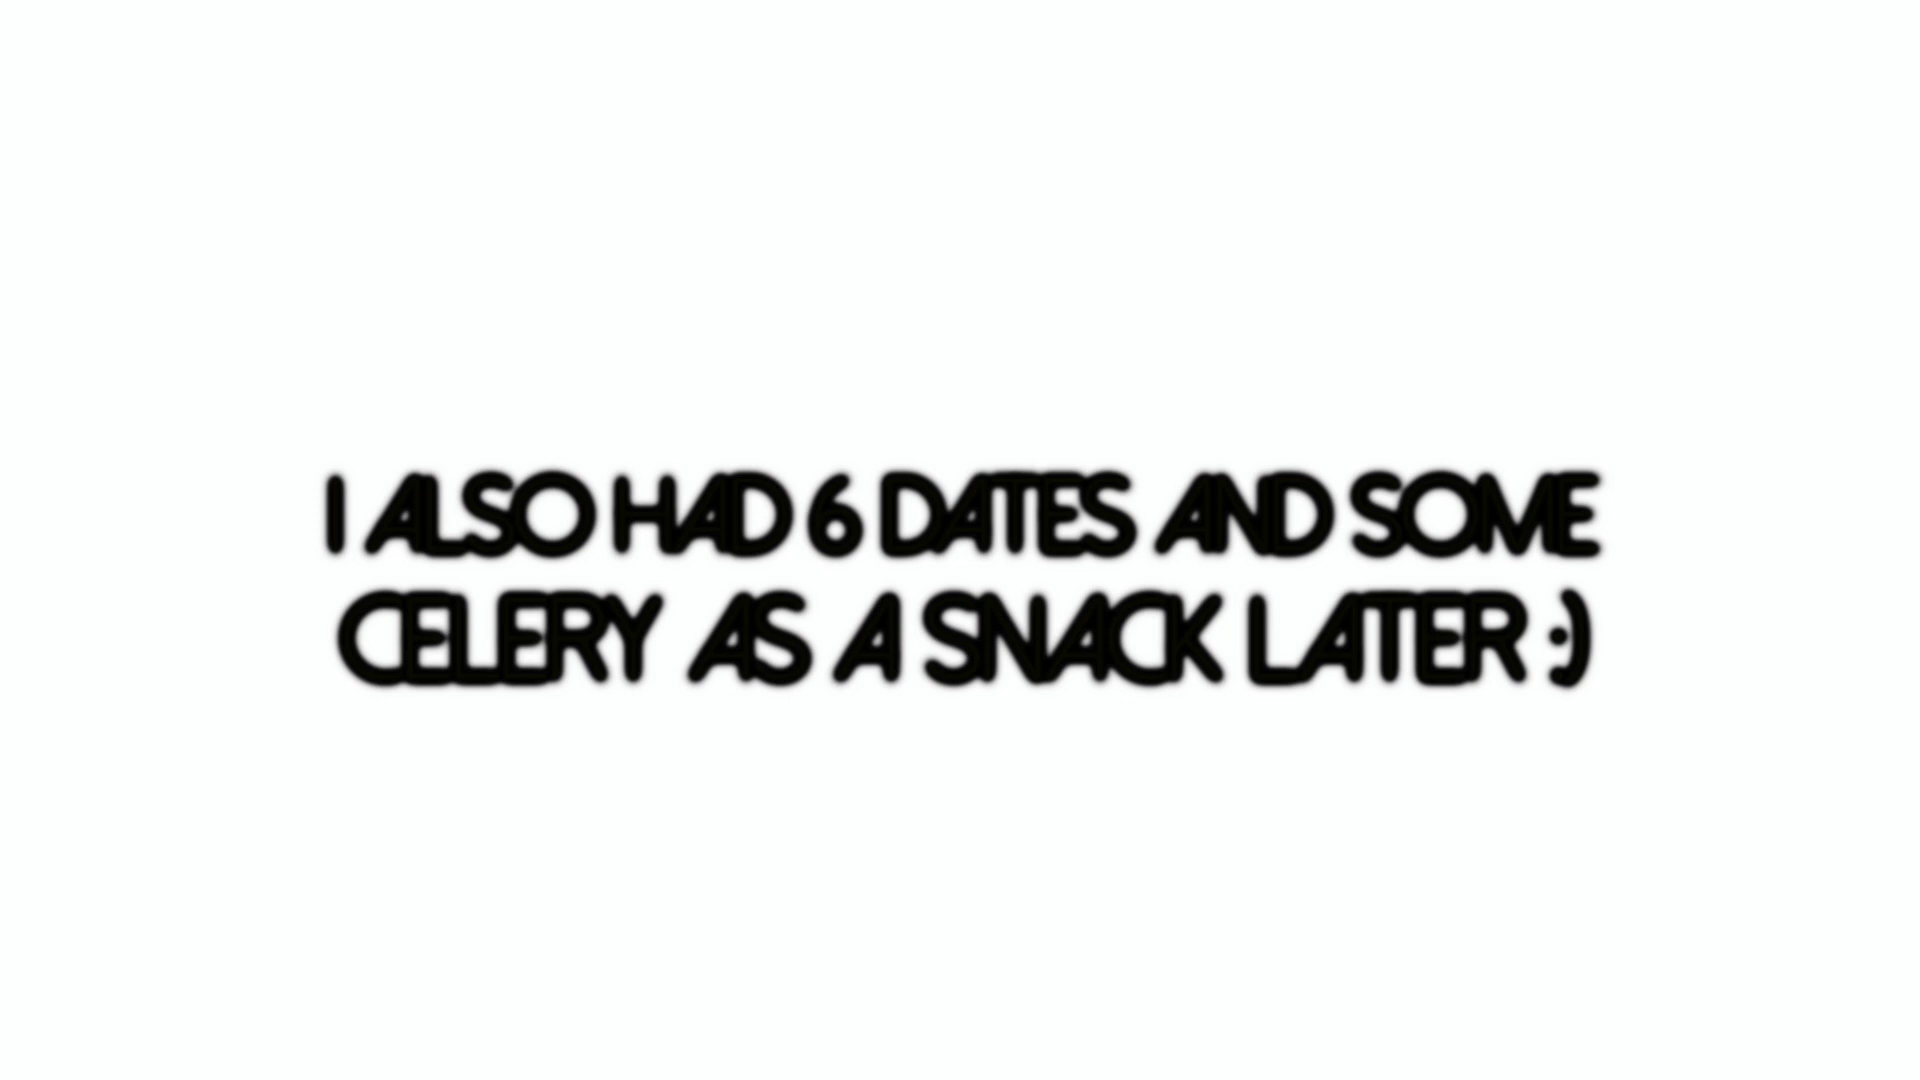 I ALSO HAD 6 DATES AND SOME
CELERY AS A SNACK LATER :)